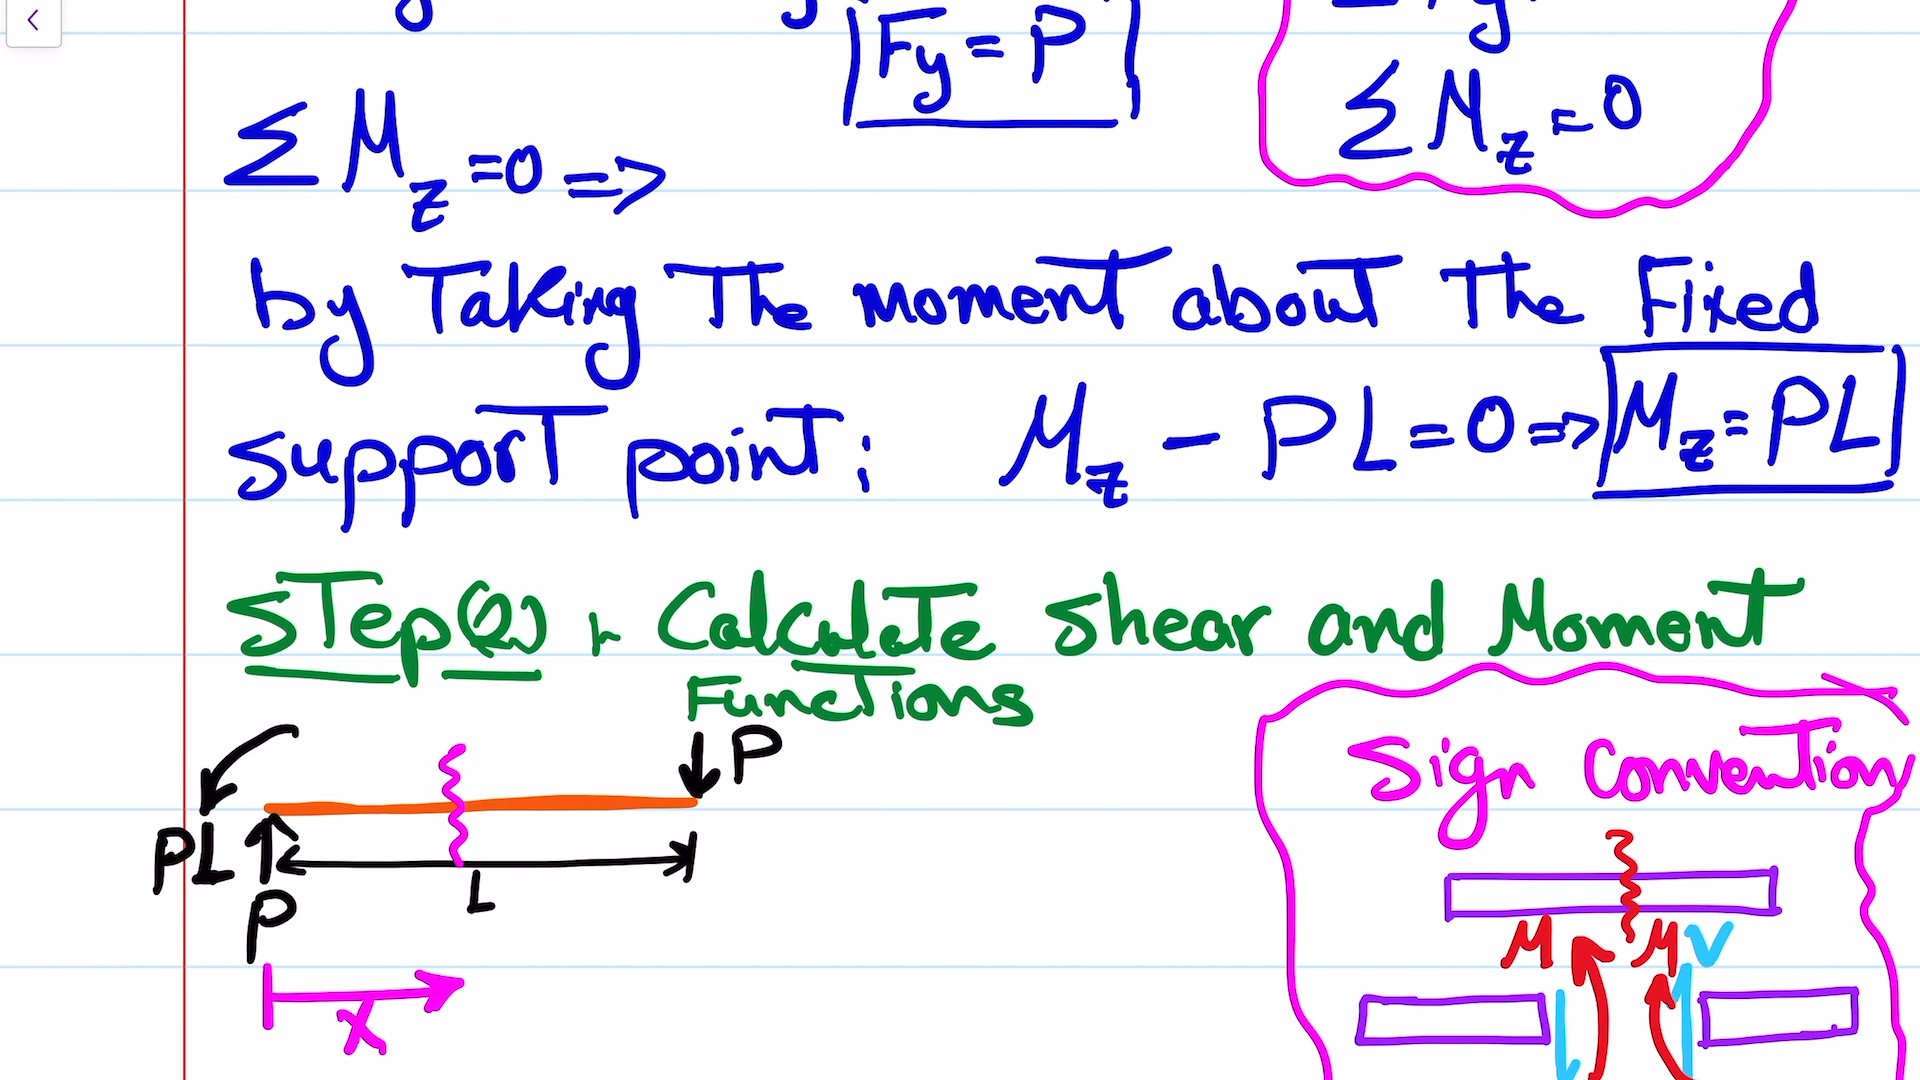 Fy = P
ΣMz = 0
ΣMz = 0 =>
by Taking The moment about The Fixed
support point: Mz - PL = 0 => Mz = PL
Step(2) :- Calculate Shear and Moment
Functions
P
PL
L
P
x
Sign Convention
M M V